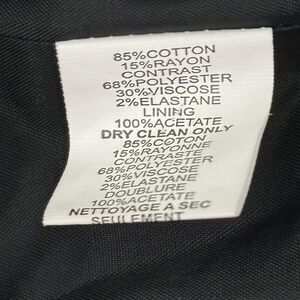 85%COTTON
15%RAYON
CONTRAST
68%POLYESTER
30%VISCOSE
2%ELASTANE
LINING
100%ACETATE
DRY CLEAN ONLY
85%COTON
15%RAYONNE
CONTRASTE
68%POLYESTER
30%VISCOSE
2%ELASTANE
DOUBLURE
100%ACETATE
NETTOYAGE A SEC
SEULEMENT